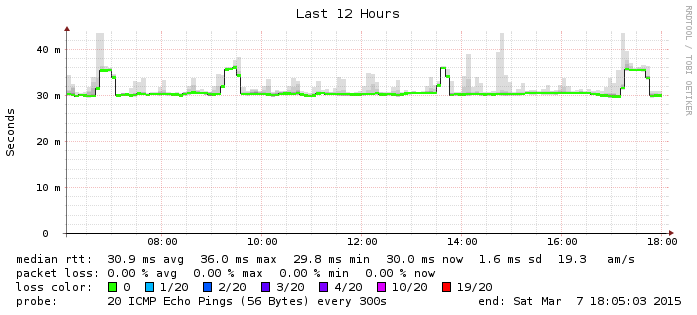 Last 12 Hours
RRDTOOL / TOBI OETIKER
Seconds
40 m
30 m
20 m
10 m
0
08:00 10:00 12:00 14:00 16:00 18:00
median rtt: 30.9 ms avg 36.0 ms max 29.8 ms min 30.0 ms now 1.6 ms sd 19.3 am/s
packet loss: 0.00 % avg 0.00 % max 0.00 % min 0.00 % now
loss color: 0 1/20 2/20 3/20 4/20 10/20 19/20
probe: 20 ICMP Echo Pings (56 Bytes) every 300s end: Sat Mar 7 18:05:03 2015